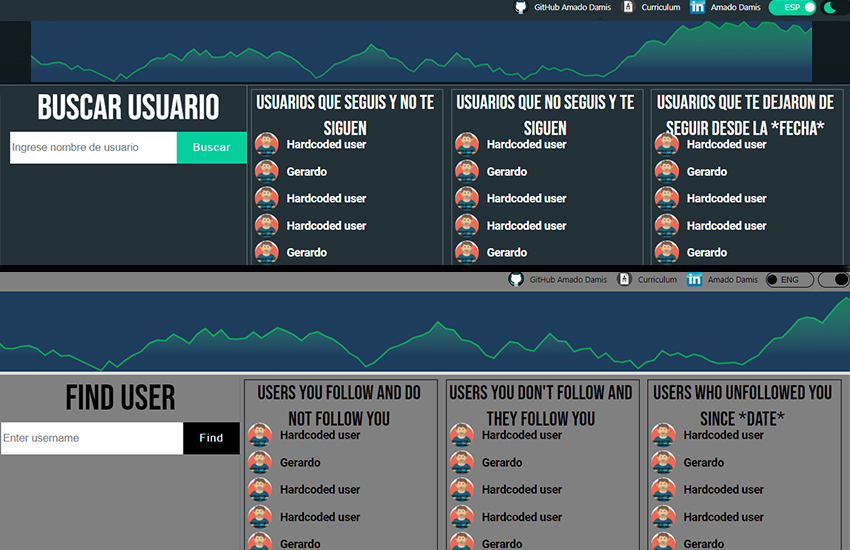 GitHub Amado Damis Curriculum Amado Damis ESP
BUSCAR USUARIO
Ingrese nombre de usuario Buscar
USUARIOS QUE SEGUIS Y NO TE
SIGUEN
Hardcoded user
Gerardo
Hardcoded user
Hardcoded user
Gerardo
USUARIOS QUE NO SEGUIS Y TE
SIGUEN
Hardcoded user
Gerardo
Hardcoded user
Hardcoded user
Gerardo
USUARIOS QUE TE DEJARON DE
SEGUIR DESDE LA *FECHA*
Hardcoded user
Gerardo
Hardcoded user
Hardcoded user
Gerardo
GitHub Amado Damis Curriculum Amado Damis ENG
FIND USER
Enter username Find
USERS YOU FOLLOW AND DO
NOT FOLLOW YOU
Hardcoded user
Gerardo
Hardcoded user
Hardcoded user
Gerardo
USERS YOU DON'T FOLLOW AND
THEY FOLLOW YOU
Hardcoded user
Gerardo
Hardcoded user
Hardcoded user
Gerardo
USERS WHO UNFOLLOWED YOU
SINCE *DATE*
Hardcoded user
Gerardo
Hardcoded user
Hardcoded user
Gerardo